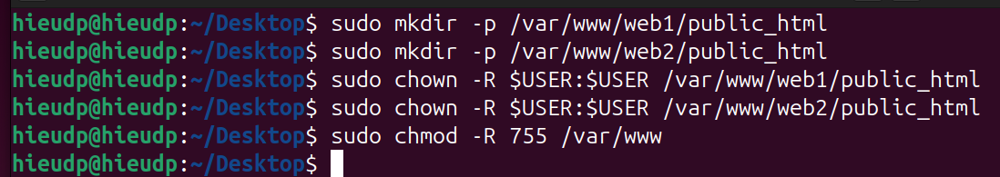 hieudp@hieudp:~/Desktop$ sudo mkdir -p /var/www/web1/public_html
hieudp@hieudp:~/Desktop$ sudo mkdir -p /var/www/web2/public_html
hieudp@hieudp:~/Desktop$ sudo chown -R $USER:$USER /var/www/web1/public_html
hieudp@hieudp:~/Desktop$ sudo chown -R $USER:$USER /var/www/web2/public_html
hieudp@hieudp:~/Desktop$ sudo chmod -R 755 /var/www
hieudp@hieudp:~/Desktop$